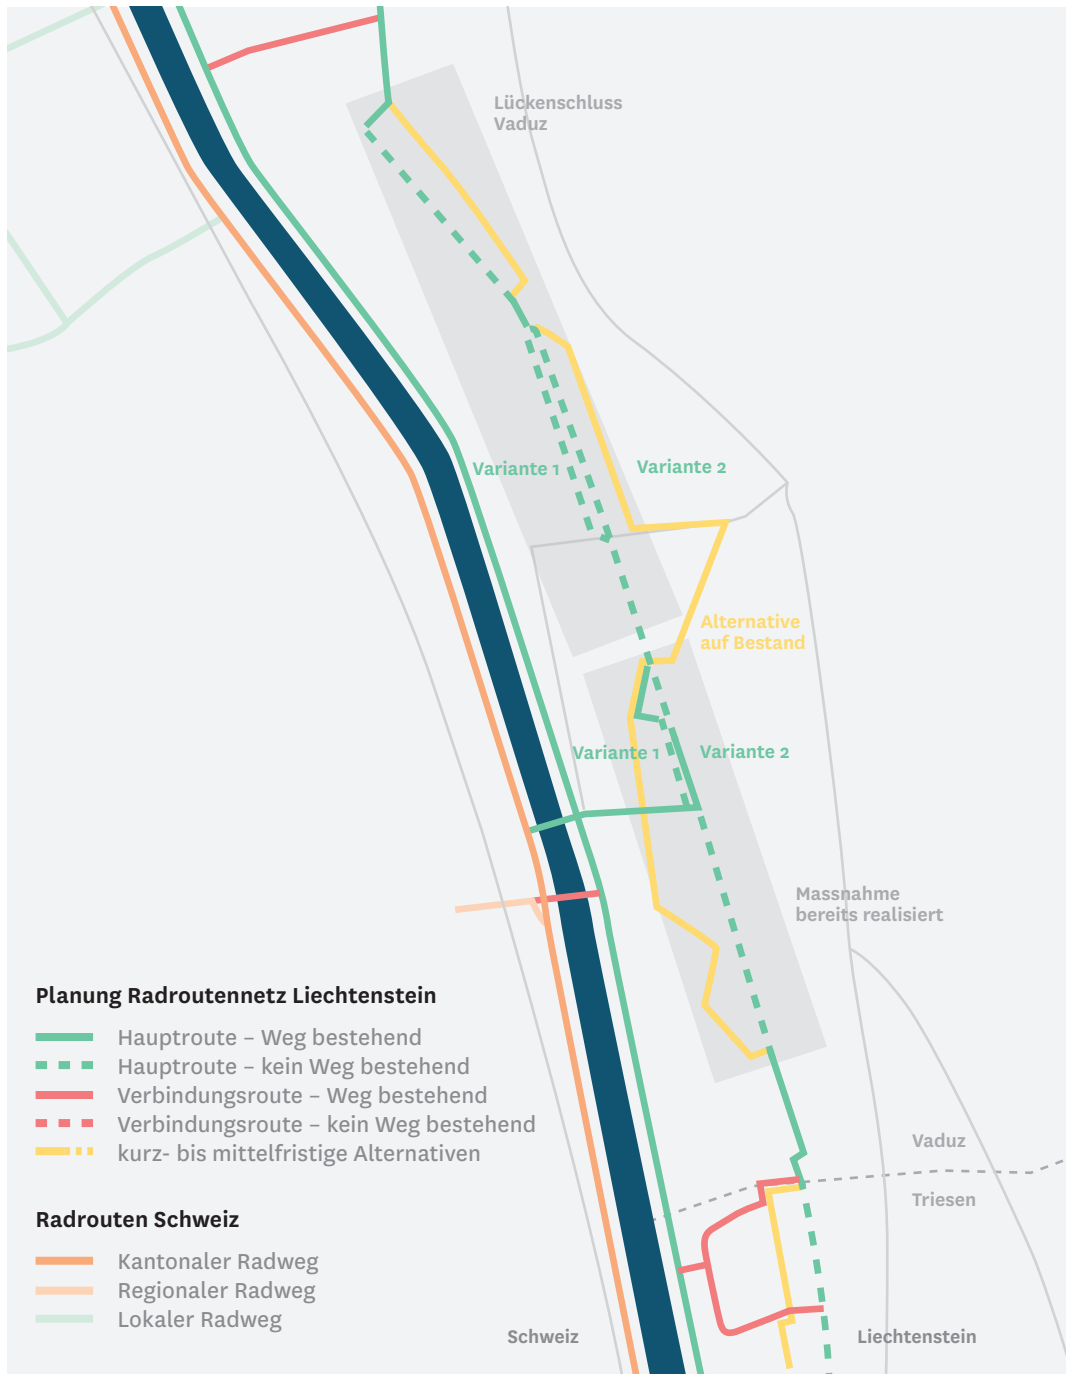 Lückenschluss
Vaduz
Variante 1
Variante 2
Alternative
auf Bestand
Variante 1
Variante 2
Massnahme
bereits realisiert
Planung Radroutennetz Liechtenstein
Hauptroute – Weg bestehend
Hauptroute – kein Weg bestehend
Verbindungsroute – Weg bestehend
Verbindungsroute – kein Weg bestehend
kurz- bis mittelfristige Alternativen
Vaduz
Triesen
Radrouten Schweiz
Kantonaler Radweg
Regionaler Radweg
Lokaler Radweg
Schweiz
Liechtenstein